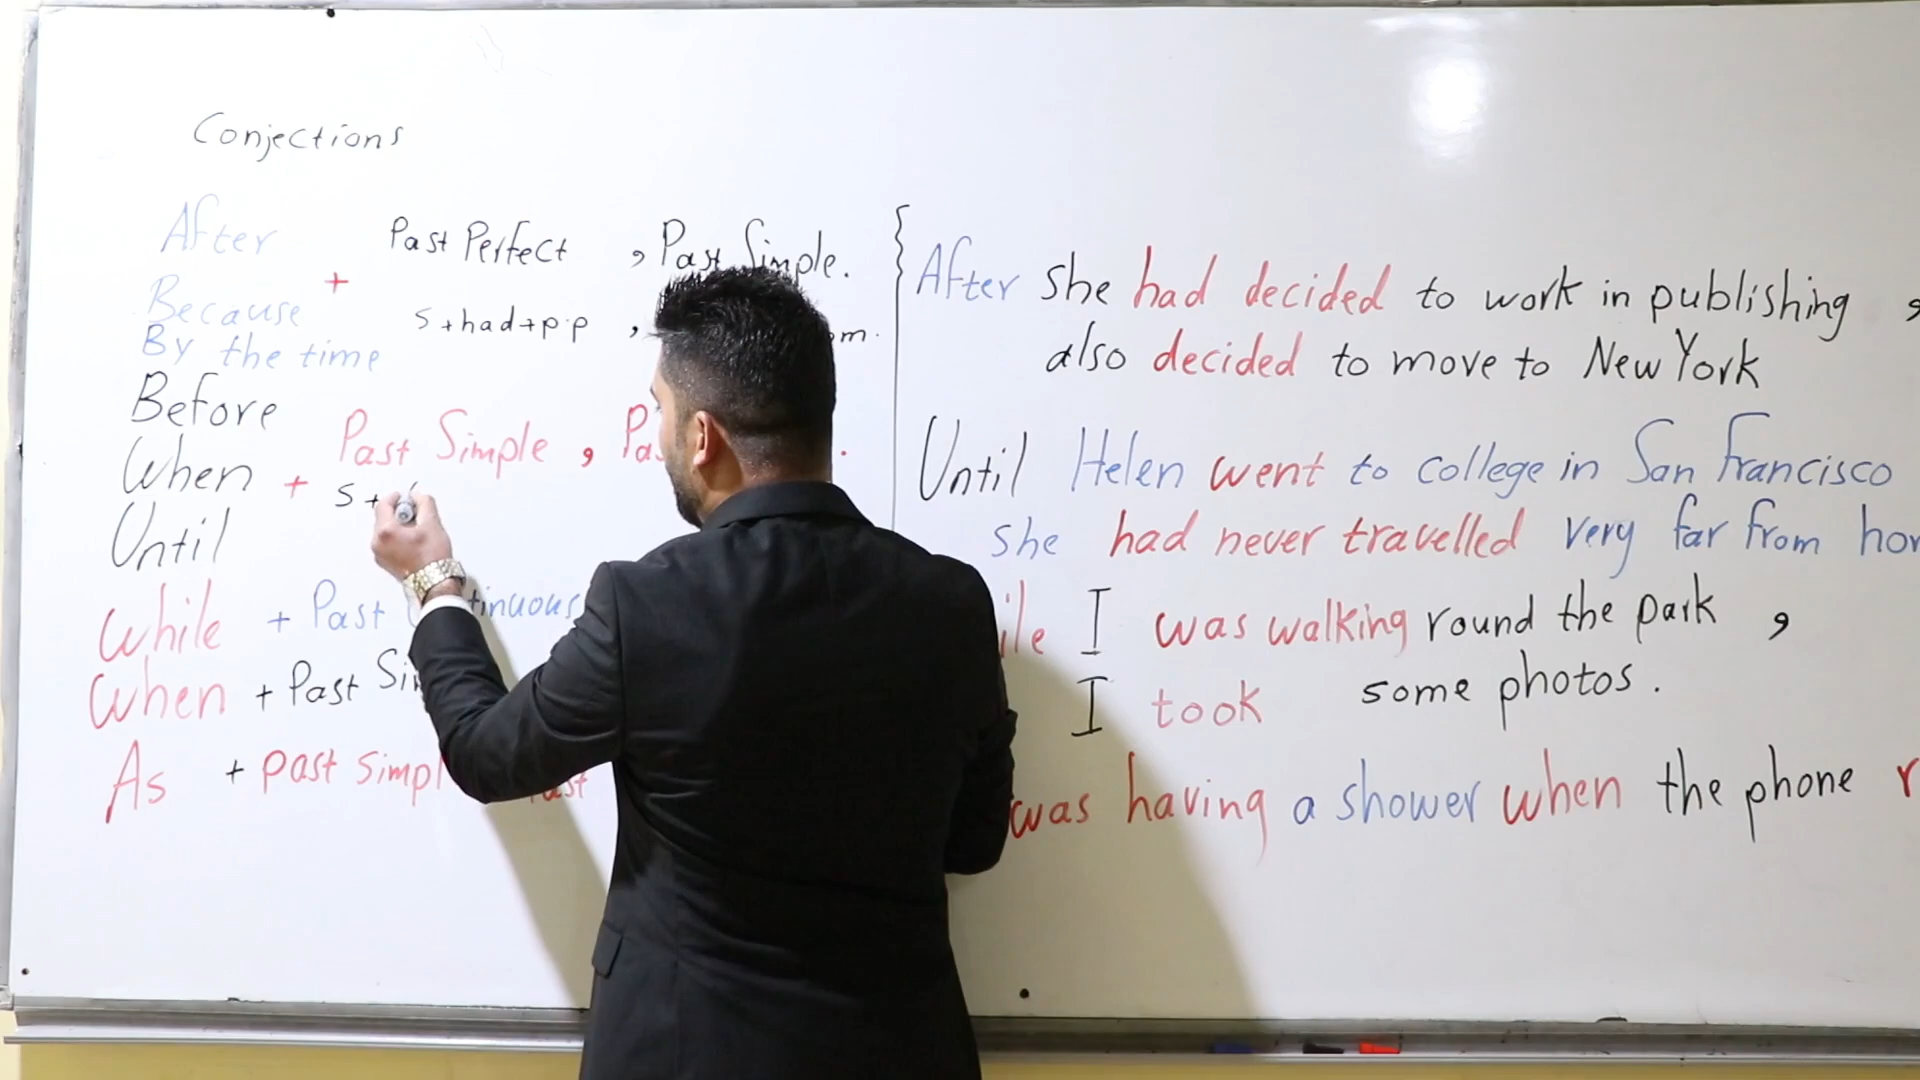 Conjections
After
Because
By the time
+
Past Perfect , Past Simple.
s+had+p.p ,
Before
When
Until
+ Past Simple ,
s +
while + Past
When + Past
As + past
After she had decided to work in publishing ,
also decided to move to New York
Until Helen went to college in San Francisco
she had never travelled very far from
I was walking round the park ,
I took some photos.
was having a shower when the phone